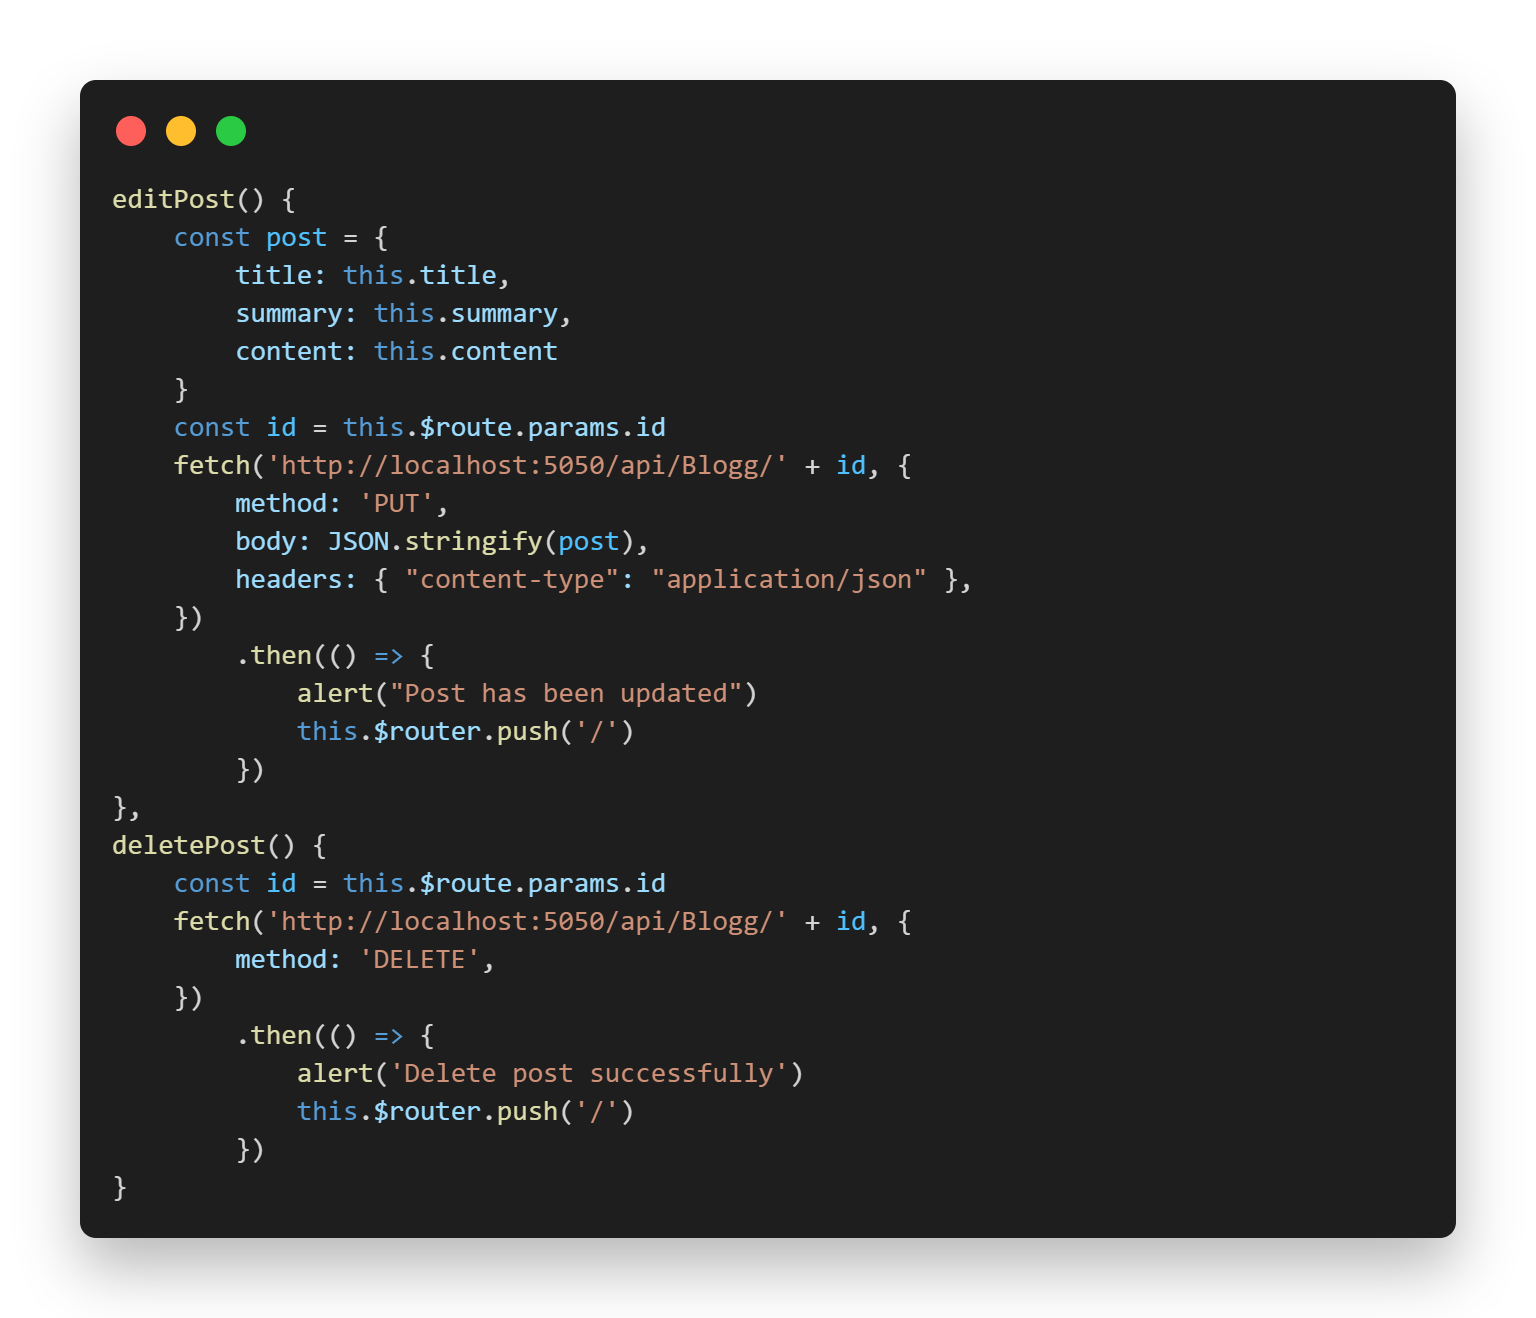 editPost() {
    const post = {
        title: this.title,
        summary: this.summary,
        content: this.content
    }
    const id = this.$route.params.id
    fetch('http://localhost:5050/api/Blogg/' + id, {
        method: 'PUT',
        body: JSON.stringify(post),
        headers: { "content-type": "application/json" },
    })
        .then(() => {
            alert("Post has been updated")
            this.$router.push('/')
        })
},
deletePost() {
    const id = this.$route.params.id
    fetch('http://localhost:5050/api/Blogg/' + id, {
        method: 'DELETE',
    })
        .then(() => {
            alert('Delete post successfully')
            this.$router.push('/')
        })
}